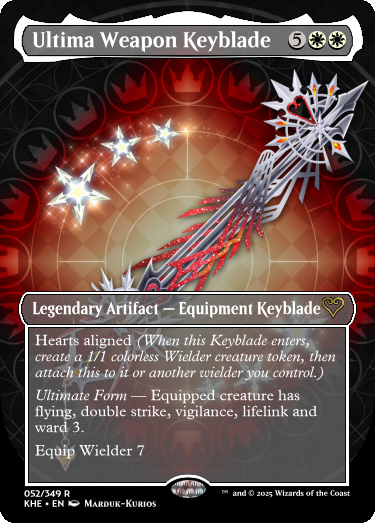 Ultima Weapon Keyblade 5
Legendary Artifact — Equipment Keyblade
Hearts aligned (When this Keyblade enters,
create a 1/1 colorless Wielder creature token, then
attach this to it or another wielder you control.)
Ultimate Form — Equipped creature has
flying, double strike, vigilance, lifelink and
ward 3.
Equip Wielder 7
052/349 R
KHE • EN Marduk-Kurios
™ and © 2025 Wizards of the Coast